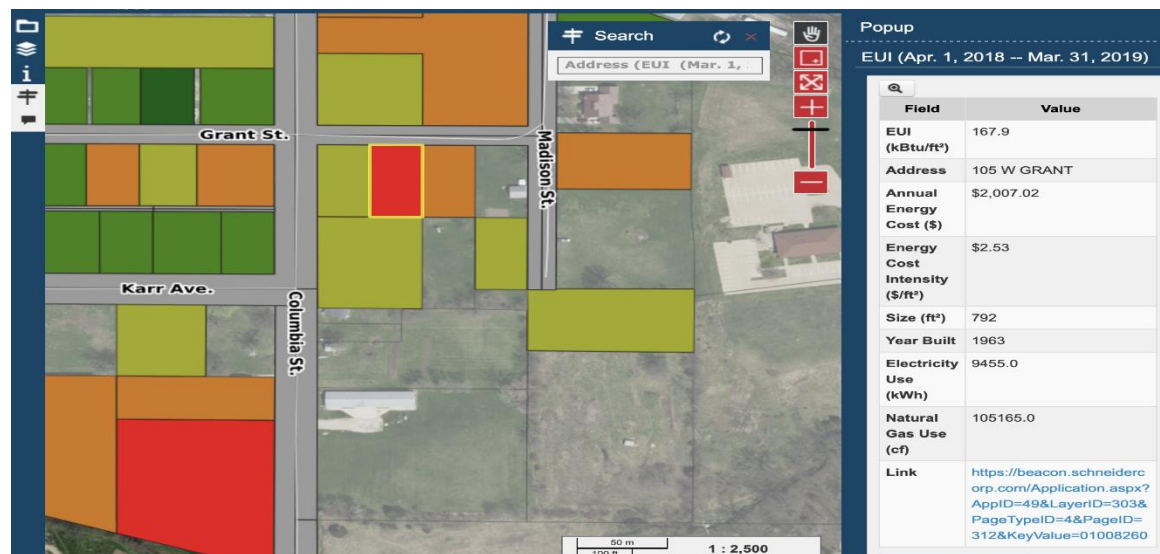 Search
Address (EUI (Mar. 1,
Grant St.
Madison St.
Karr Ave.
Columbia St.
50 m
100 ft
1 : 2,500
Popup
EUI (Apr. 1, 2018 -- Mar. 31, 2019)
Field Value
EUI 167.9
(kBtu/ft²)
Address 105 W GRANT
Annual $2,007.02
Energy
Cost ($)
Energy $2.53
Cost
Intensity
($/ft²)
Size (ft²) 792
Year Built 1963
Electricity 9455.0
Use
(kWh)
Natural 105165.0
Gas Use
(cf)
Link https://beacon.schneiderc
orp.com/Application.aspx?
AppID=49&LayerID=303&
PageTypeID=4&PageID=
312&KeyValue=01008260